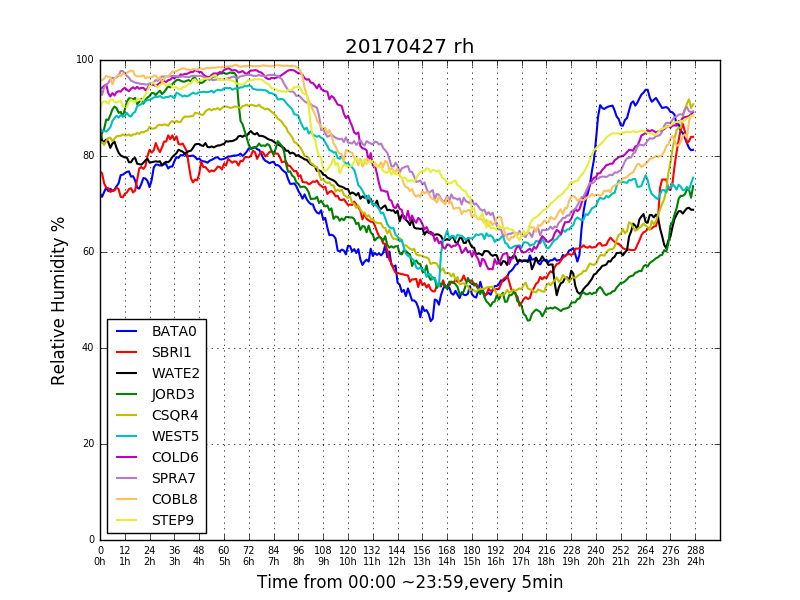 20170427 rh
Relative Humidity %
100
80
60
40
20
0
BATA0
SBRI1
WATE2
JORD3
CSQR4
WEST5
COLD6
SPRA7
COBL8
STEP9
0 12 24 36 48 60 72 84 96 108 120 132 144 156 168 180 192 204 216 228 240 252 264 276 288
0h 1h 2h 3h 4h 5h 6h 7h 8h 9h 10h 11h 12h 13h 14h 15h 16h 17h 18h 19h 20h 21h 22h 23h 24h
Time from 00:00 ~23:59,every 5min